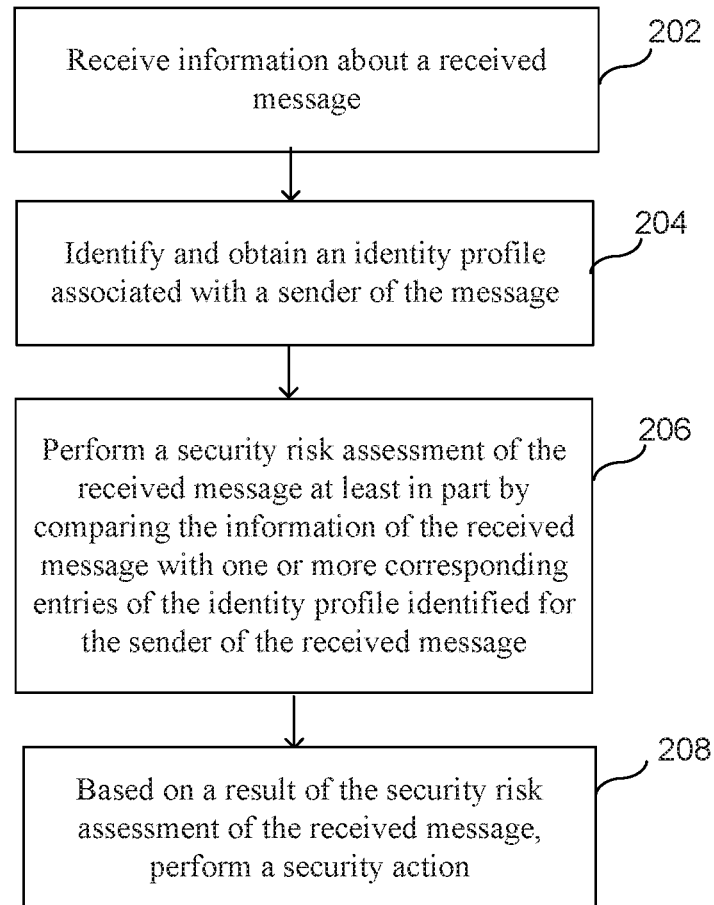 Receive information about a received
message
202
Identify and obtain an identity profile
associated with a sender of the message
204
Perform a security risk assessment of the
received message at least in part by
comparing the information of the received
message with one or more corresponding
entries of the identity profile identified for
the sender of the received message
206
Based on a result of the security risk
assessment of the received message,
perform a security action
208